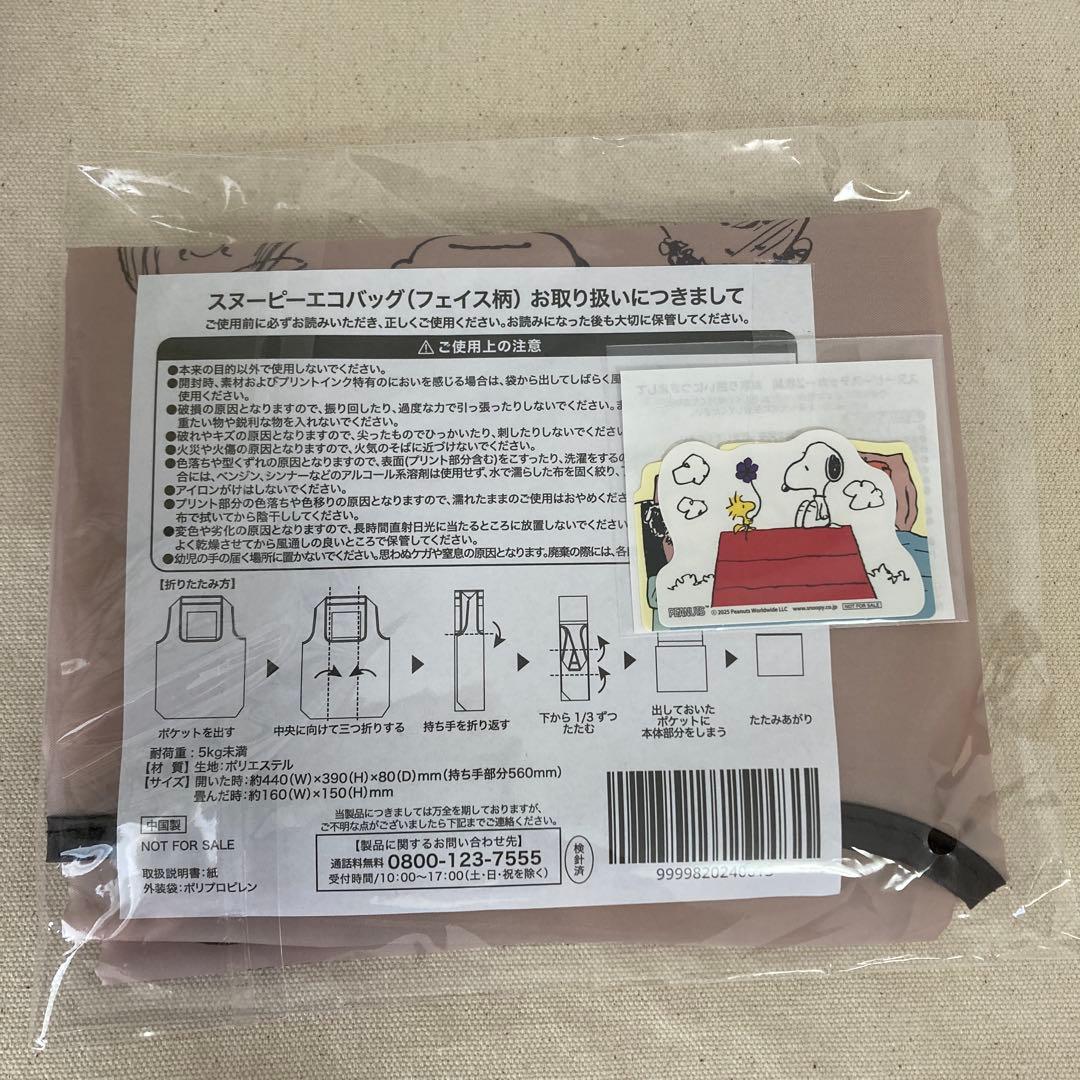 スヌーピーエコバッグ(フェイス柄) お取り扱いにつきまして
ご使用前に必ずお読みいただき、正しくご使用ください。お読みになった後も大切に保管してください。
⚠ご使用上の注意
●本来の目的以外で使用しないでください。
●開封時、素材およびプリントインク特有のにおいを感じる場合は、袋から出してしばらく風
使用ください。
●破損の原因となりますので、振り回したり、過度な力で引っ張ったりしないでください。ま
重たい物や鋭利な物を入れないでください。
●破れやキズの原因となりますので、尖ったものでひっかいたり、刺したりしないでください
●火災や火傷の原因となりますので、火気のそばに近づけないでください。
●色落ちや型くずれの原因となりますので、表面(プリント部分含む)をこすったり、洗濯をするの
合には、ベンジン、シンナーなどのアルコール系溶剤は使用せず、水で濡らした布を固く絞り、
●アイロンがけはしないでください。
●プリント部分の色落ちや色移りの原因となりますので、濡れたままのご使用はおやめくださ
布で拭いてから陰干ししてください。
●変色や劣化の原因となりますので、長時間直射日光に当たるところに放置しないでください
よく乾燥させてから風通しの良いところで保管してください。
●幼児の手の届く場所に置かないでください。思わぬケガや窒息の原因となります。廃棄の際には、各
PEANUTS™ © 2025 Peanuts Worldwide LLC www.snoopy.co.jp NOT FOR SALE
【折りたたみ方】
ポケットを出す
中央に向けて三つ折りする
持ち手を折り返す
下から 1/3 ずつ
たたむ
出しておいた
ポケットに
本体部分をしまう
たたみあがり
耐荷重:5kg未満
【材 質】生地:ポリエステル
【サイズ】開いた時:約440(W)×390(H)×80(D)mm(持ち手部分560mm)
畳んだ時:約160(W)×150(H)mm
中国製
NOT FOR SALE
取扱説明書:紙
外装袋:ポリプロピレン
当製品につきましては万全を期しておりますが、
ご不明な点がございましたら下記までご連絡ください。
【製品に関するお問い合わせ先】
通話料無料 0800-123-7555
受付時間/10:00～17:00(土・日・祝を除く)
検針済